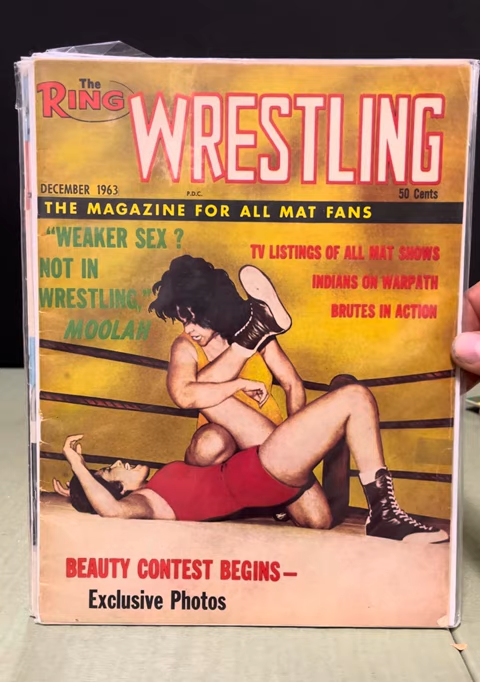 The
RING
WRESTLING
DECEMBER 1963
P.D.C.
50 Cents
THE MAGAZINE FOR ALL MAT FANS
"WEAKER SEX?
NOT IN
WRESTLING,"
MOOLAH
TV LISTINGS OF ALL MAT SHOWS
INDIANS ON WARPATH
BRUTES IN ACTION
BEAUTY CONTEST BEGINS—
Exclusive Photos